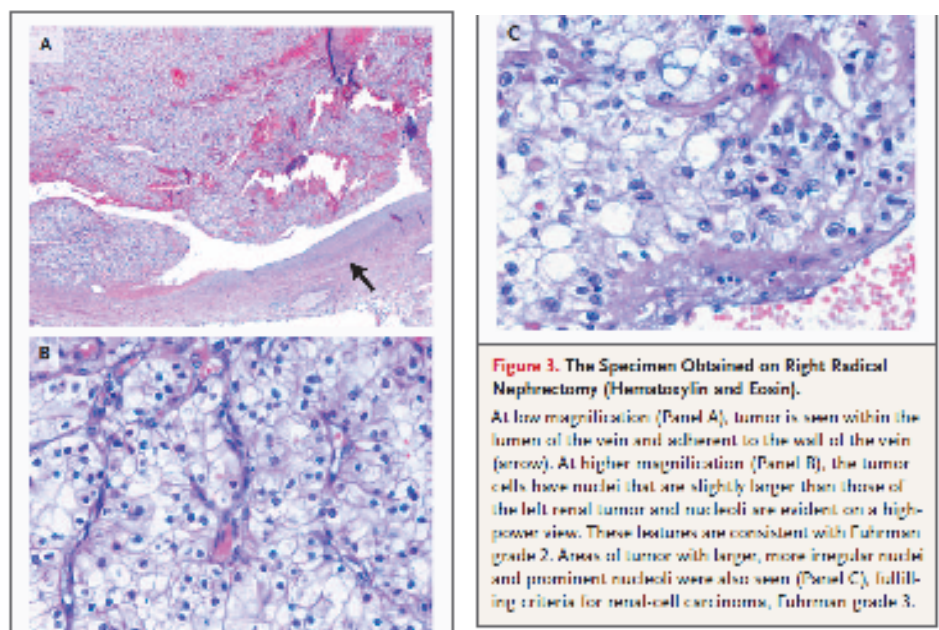 A
B
C
Figure 3. The Specimen Obtained on Right Radical
Nephrectomy (Hematoxylin and Eosin).
At low magnification (Panel A), tumor is seen within the
lumen of the vein and adherent to the wall of the vein
(arrow). At higher magnification (Panel B), the tumor
cells have nuclei that are slightly larger than those of
the left renal tumor and nucleoli are evident on a high-
power view. These features are consistent with Fuhrman
grade 2. Areas of tumor with larger, more irregular nuclei
and prominent nucleoli were also seen (Panel C), fulfill-
ing criteria for renal-cell carcinoma, Fuhrman grade 3.